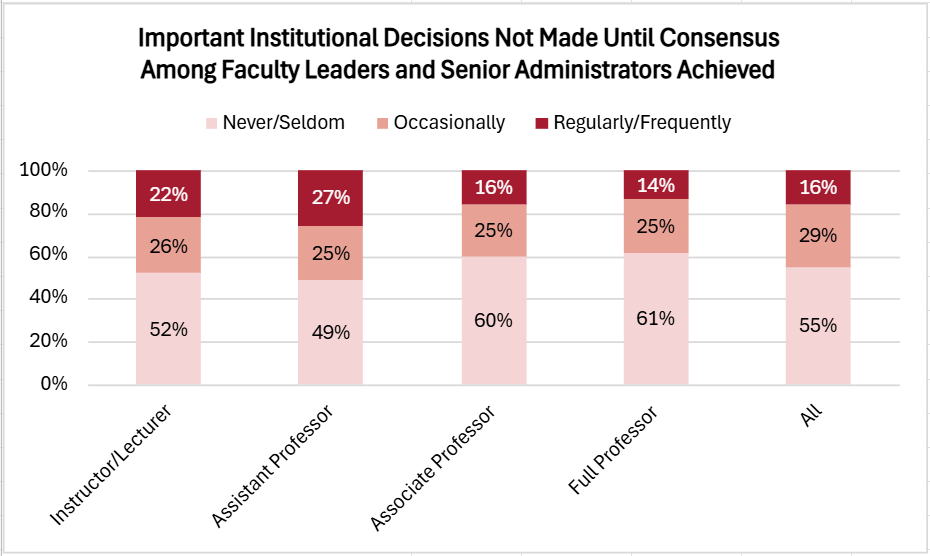 Important Institutional Decisions Not Made Until Consensus
Among Faculty Leaders and Senior Administrators Achieved
Never/Seldom Occasionally Regularly/Frequently
100%
80%
60%
40%
20%
0%
22% 27% 16% 14% 16%
26% 25% 25% 25% 29%
52% 49% 60% 61% 55%
Instructor/Lecturer
Assistant Professor
Associate Professor
Full Professor
All